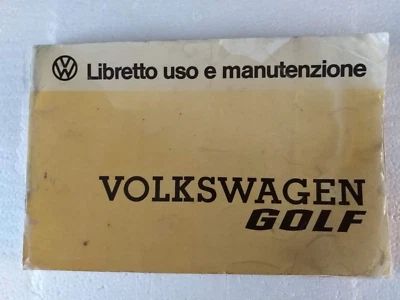 Libretto uso e manutenzione
VOLKSWAGEN
GOLF